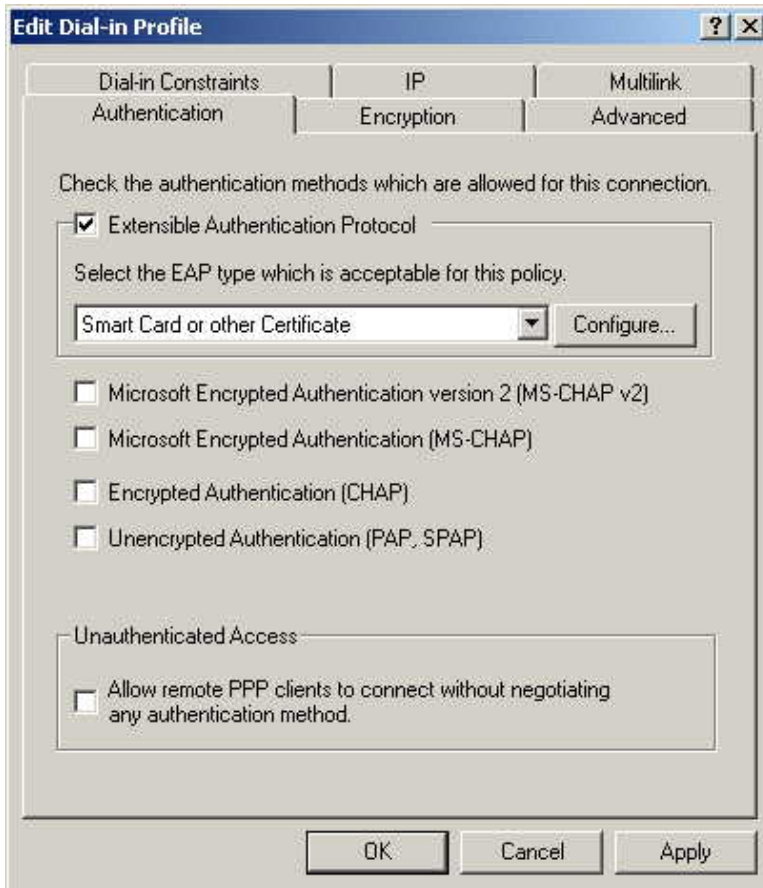 Edit Dial-in Profile
Dial-in Constraints IP Multilink
Authentication Encryption Advanced
Check the authentication methods which are allowed for this connection.
Extensible Authentication Protocol
Select the EAP type which is acceptable for this policy.
Smart Card or other Certificate Configure...
Microsoft Encrypted Authentication version 2 (MS-CHAP v2)
Microsoft Encrypted Authentication (MS-CHAP)
Encrypted Authentication (CHAP)
Unencrypted Authentication (PAP, SPAP)
Unauthenticated Access
Allow remote PPP clients to connect without negotiating
any authentication method.
OK Cancel Apply